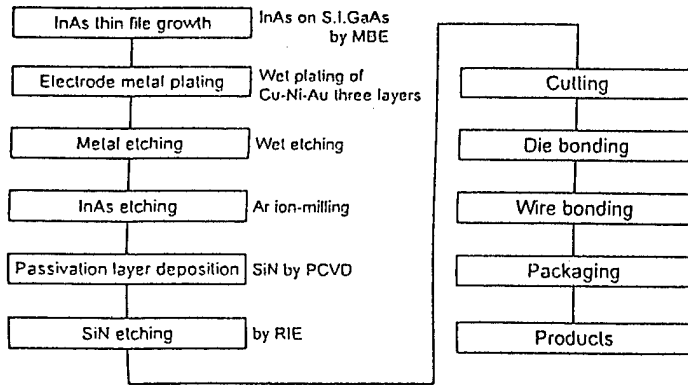 InAs thin file growth
InAs on S.I.GaAs
by MBE
Electrode metal plating
Wet plating of
Cu-Ni-Au three layers
Metal etching
Wet etching
InAs etching
Ar ion-milling
Passivation layer deposition
SiN by PCVD
SiN etching
by RIE
Cutting
Die bonding
Wire bonding
Packaging
Products